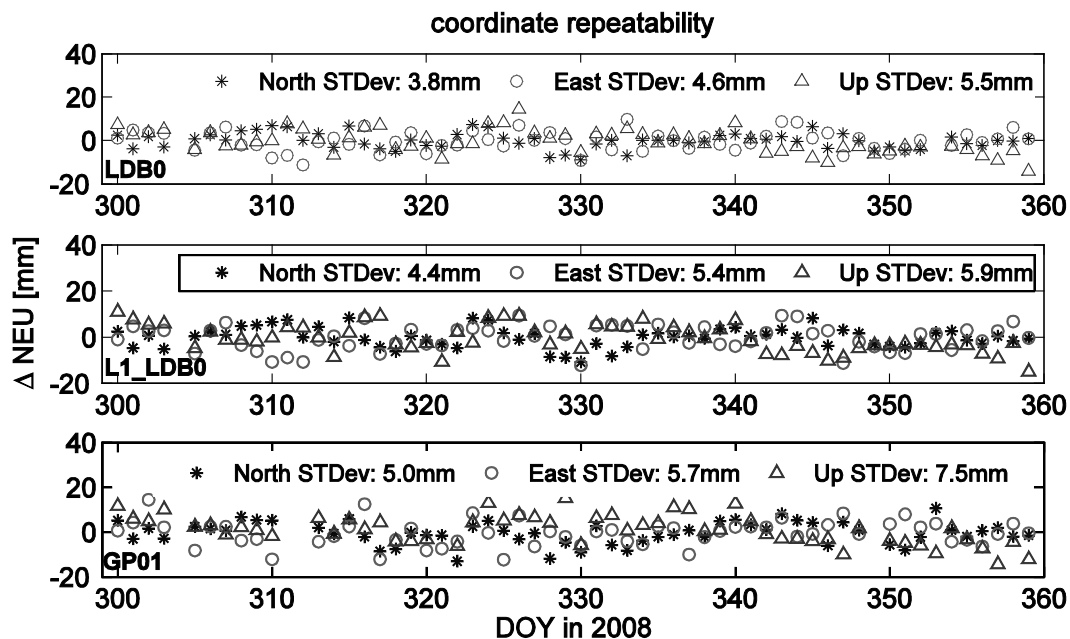 coordinate repeatability
40
North STDev: 3.8mm East STDev: 4.6mm Up STDev: 5.5mm
20
0
LDB0
-20
300 310 320 330 340 350 360
40
North STDev: 4.4mm East STDev: 5.4mm Up STDev: 5.9mm
20
0
L1_LDB0
-20
300 310 320 330 340 350 360
Δ NEU [mm]
40
North STDev: 5.0mm East STDev: 5.7mm Up STDev: 7.5mm
20
0
GP01
-20
300 310 320 330 340 350 360
DOY in 2008